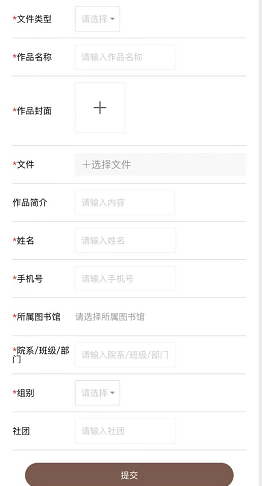 *文件类型 请选择
*作品名称 请输入作品名称
*作品封面
*文件 +选择文件
作品简介 请输入内容
*姓名 请输入姓名
*手机号 请输入手机号
*所属图书馆 请选择所属图书馆
*院系/班级/部
门 请输入院系/班级/部门
*组别 请选择
社团 请输入社团
提交